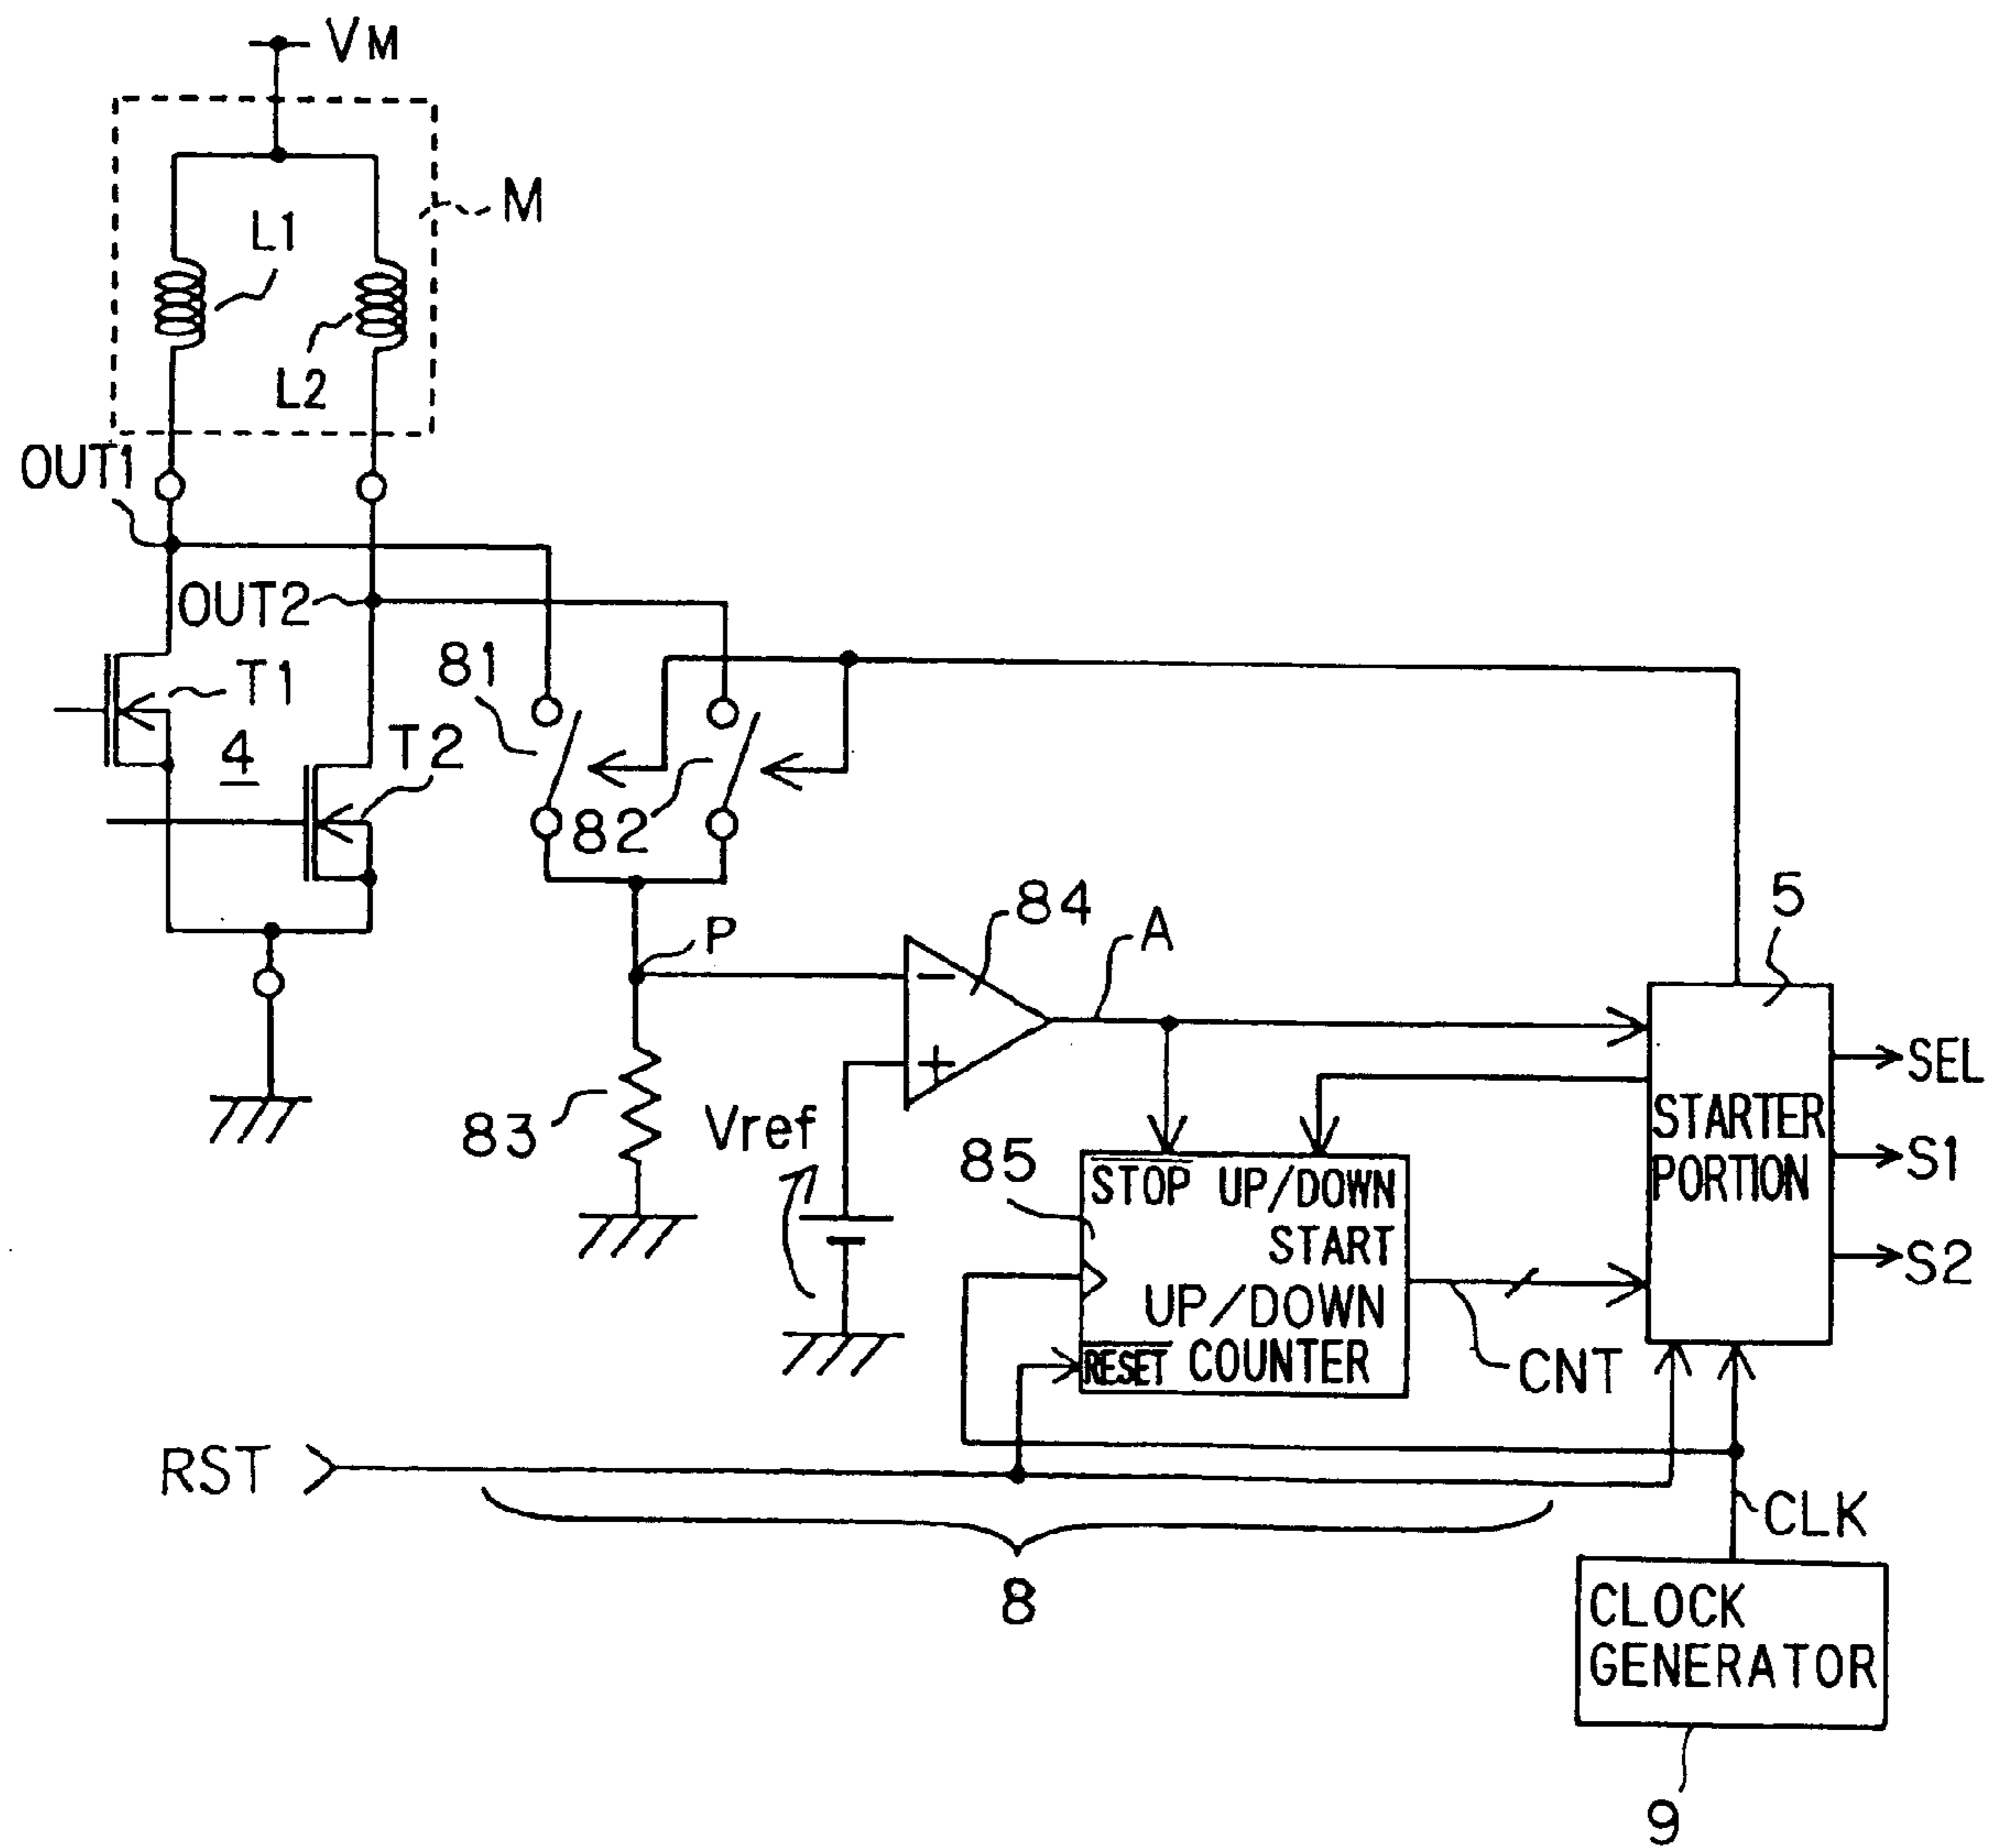 VM
M
L1
L2
OUT1
OUT2
T1
4
T2
81
82
P
84
A
5
83
Vref
85
STOP UP/DOWN
START
UP/DOWN
RESET COUNTER
STARTER
PORTION
SEL
S1
S2
CNT
RST
8
CLK
CLOCK
GENERATOR
9
−
+